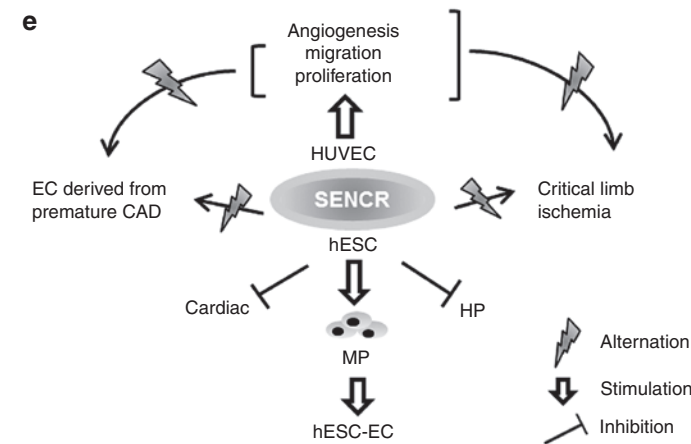 e
Angiogenesis
migration
proliferation
HUVEC
EC derived from
premature CAD
SENCR
Critical limb
ischemia
hESC
Cardiac
HP
MP
hESC-EC
Alternation
Stimulation
Inhibition